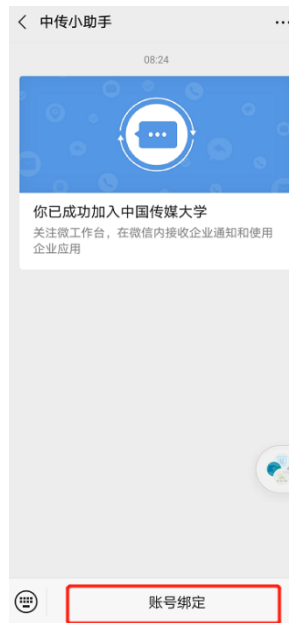 中传小助手
08:24
你已成功加入中国传媒大学
关注微工作台，在微信内接收企业通知和使用
企业应用
账号绑定